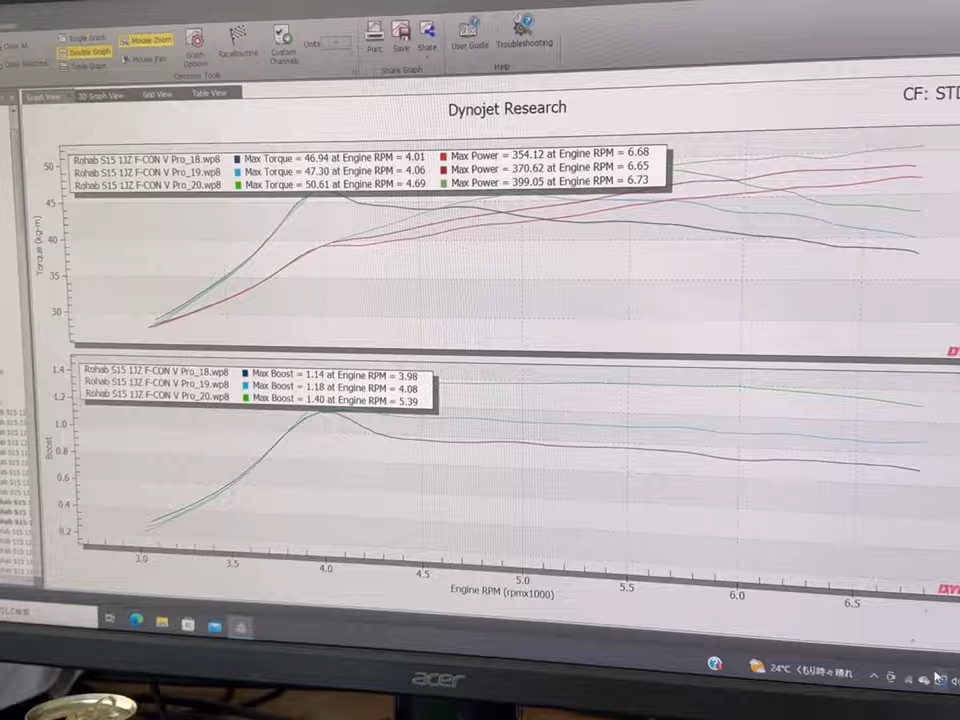 Single Graph
Double Graph
Triple Graph
Mouse Zoom
Mouse Pan
Graph Options
RaceRoutine
Custom Channels
Units
Common Tools
Print
Save
Share
Share Graph
User Guide
Troubleshooting
Help
Graph View
3D Graph View
Grid View
Table View
Dynojet Research
CF: STD
Rohab S15 1JZ F-CON V Pro_18.wp8 Max Torque = 46.94 at Engine RPM = 4.01 Max Power = 354.12 at Engine RPM = 6.68
Rohab S15 1JZ F-CON V Pro_19.wp8 Max Torque = 47.30 at Engine RPM = 4.06 Max Power = 370.62 at Engine RPM = 6.65
Rohab S15 1JZ F-CON V Pro_20.wp8 Max Torque = 50.61 at Engine RPM = 4.69 Max Power = 399.05 at Engine RPM = 6.73
50
45
40
35
30
Torque (kg-m)
Rohab S15 1JZ F-CON V Pro_18.wp8 Max Boost = 1.14 at Engine RPM = 3.98
Rohab S15 1JZ F-CON V Pro_19.wp8 Max Boost = 1.18 at Engine RPM = 4.08
Rohab S15 1JZ F-CON V Pro_20.wp8 Max Boost = 1.40 at Engine RPM = 5.39
1.4
1.2
1.0
0.8
0.6
0.4
0.2
Boost
3.0 3.5 4.0 4.5 5.0 5.5 6.0 6.5
Engine RPM (rpmx1000)
24°C くもり時々晴れ
acer